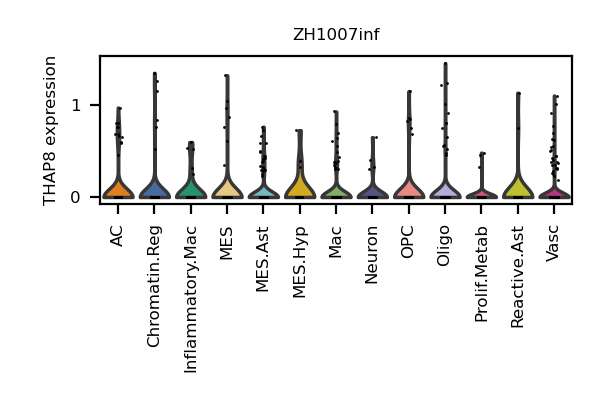 ZH1007inf
THAP8 expression
1
0
AC
Chromatin.Reg
Inflammatory.Mac
MES
MES.Ast
MES.Hyp
Mac
Neuron
OPC
Oligo
Prolif.Metab
Reactive.Ast
Vasc